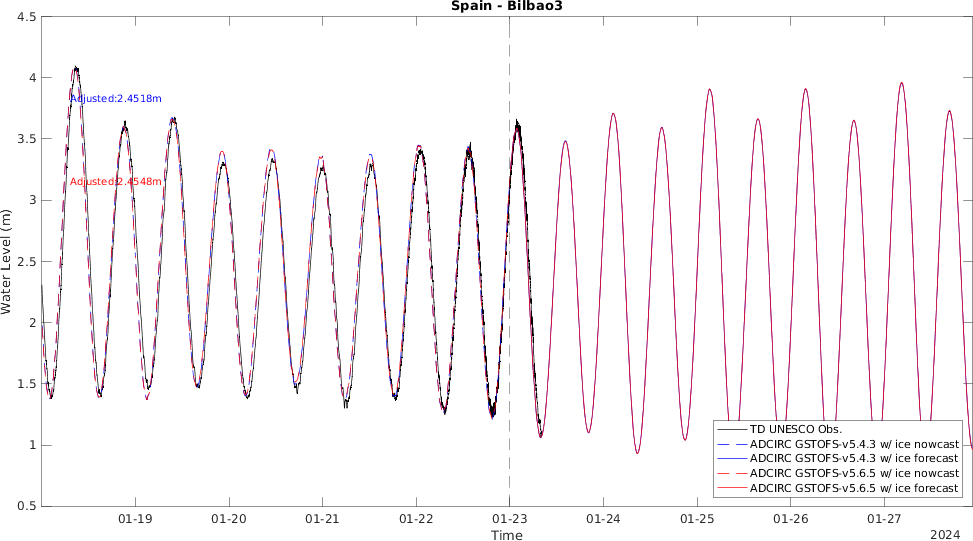 Spain - Bilbao3
4.5
4
3.5
3
2.5
2
1.5
1
0.5
Water Level (m)
Adjusted:2.4518m
Adjusted:2.4548m
TD UNESCO Obs.
ADCIRC GSTOFS-v5.4.3 w/ ice nowcast
ADCIRC GSTOFS-v5.4.3 w/ ice forecast
ADCIRC GSTOFS-v5.6.5 w/ ice nowcast
ADCIRC GSTOFS-v5.6.5 w/ ice forecast
01-19 01-20 01-21 01-22 01-23 01-24 01-25 01-26 01-27
Time
2024